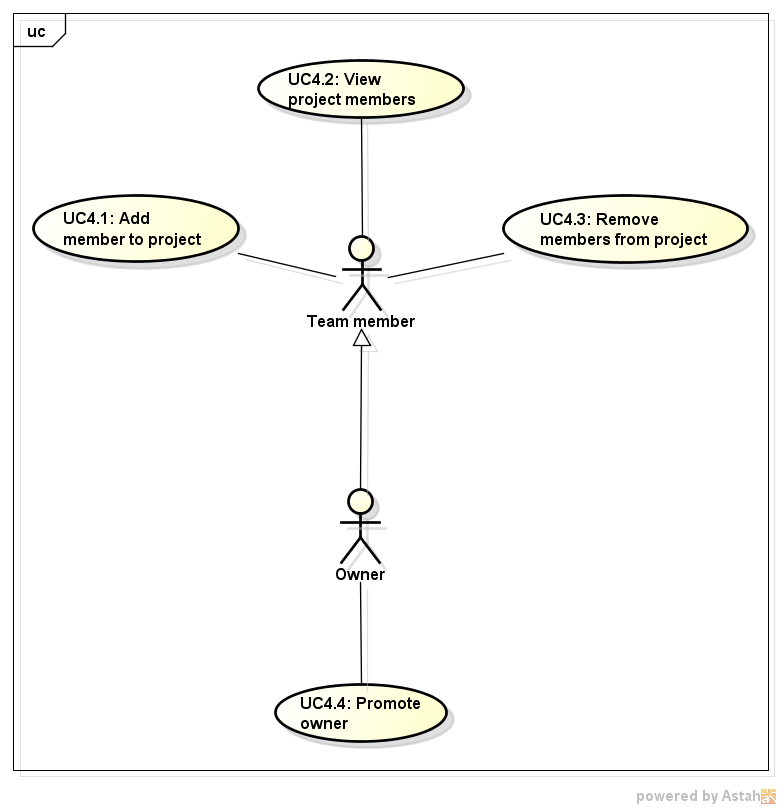 uc
UC4.2: View
project members
UC4.1: Add
member to project
UC4.3: Remove
members from project
Team member
Owner
UC4.4: Promote
owner
powered by Astah